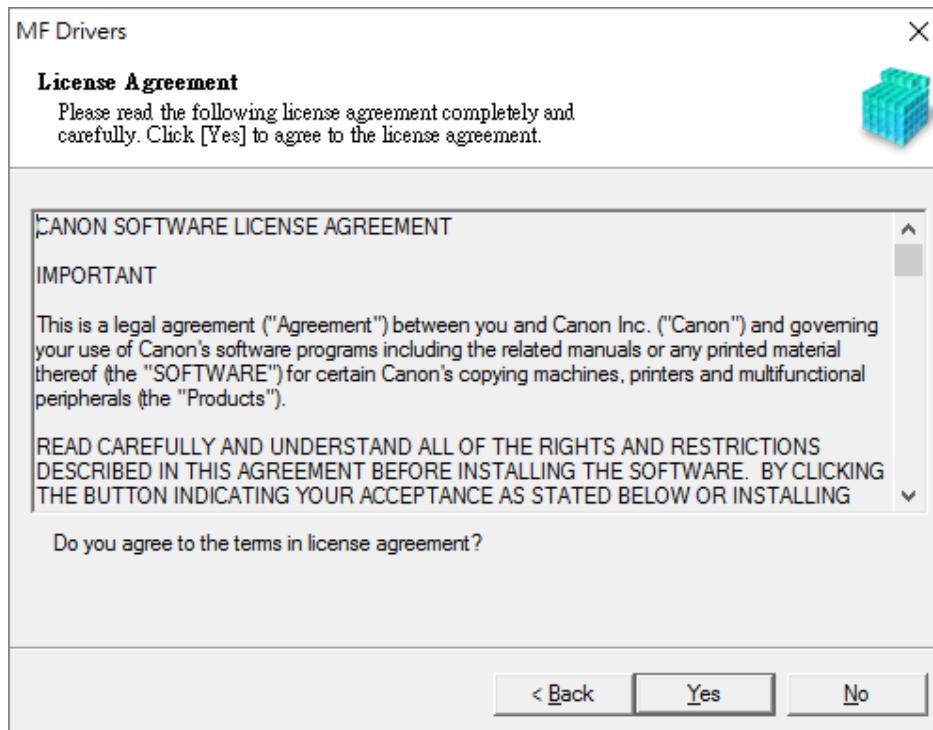 MF Drivers
License Agreement
Please read the following license agreement completely and
carefully. Click [Yes] to agree to the license agreement.
CANON SOFTWARE LICENSE AGREEMENT
IMPORTANT
This is a legal agreement ("Agreement") between you and Canon Inc. ("Canon") and governing
your use of Canon's software programs including the related manuals or any printed material
thereof (the "SOFTWARE") for certain Canon's copying machines, printers and multifunctional
peripherals (the "Products").
READ CAREFULLY AND UNDERSTAND ALL OF THE RIGHTS AND RESTRICTIONS
DESCRIBED IN THIS AGREEMENT BEFORE INSTALLING THE SOFTWARE.  BY CLICKING
THE BUTTON INDICATING YOUR ACCEPTANCE AS STATED BELOW OR INSTALLING
Do you agree to the terms in license agreement?
< Back
Yes
No